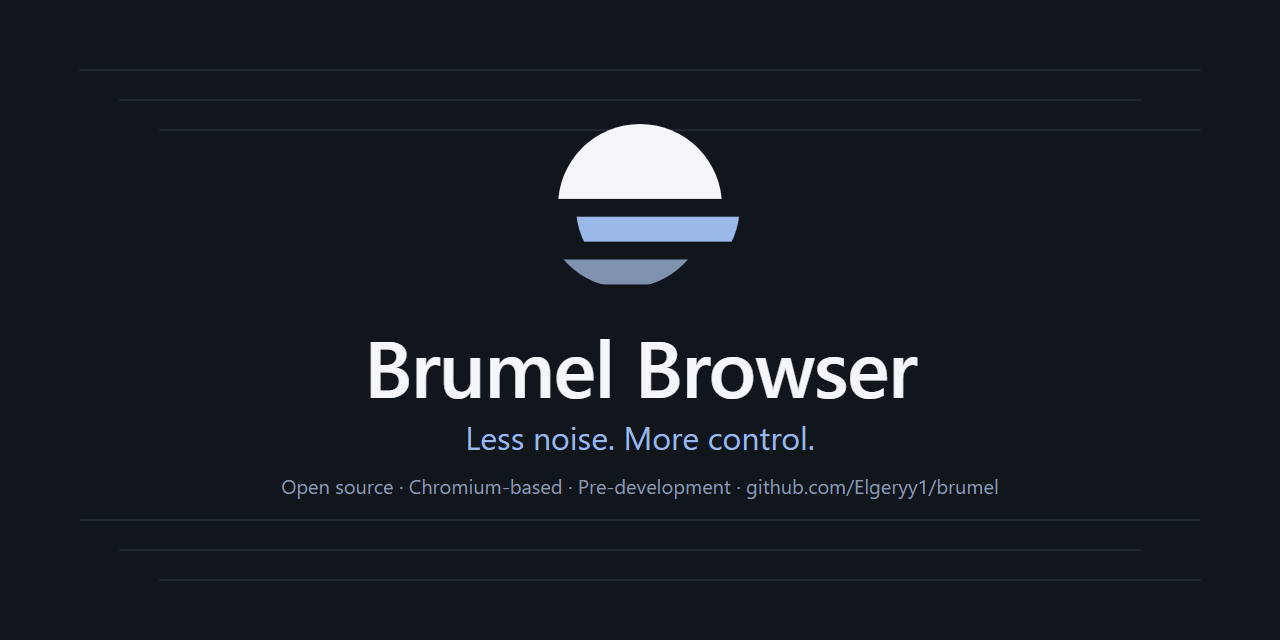 Brumel Browser
Less noise. More control.
Open source · Chromium-based · Pre-development · github.com/Elgeryy1/brumel